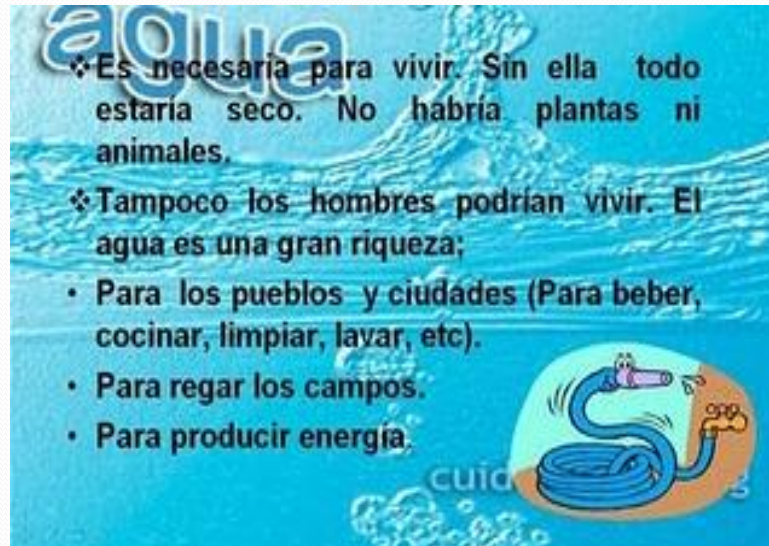 agua
❖Es necesaria para vivir. Sin ella todo
estaría seco. No habría plantas ni
animales.
❖Tampoco los hombres podrían vivir. El
agua es una gran riqueza;
• Para los pueblos y ciudades (Para beber,
cocinar, limpiar, lavar, etc).
• Para regar los campos.
• Para producir energía.